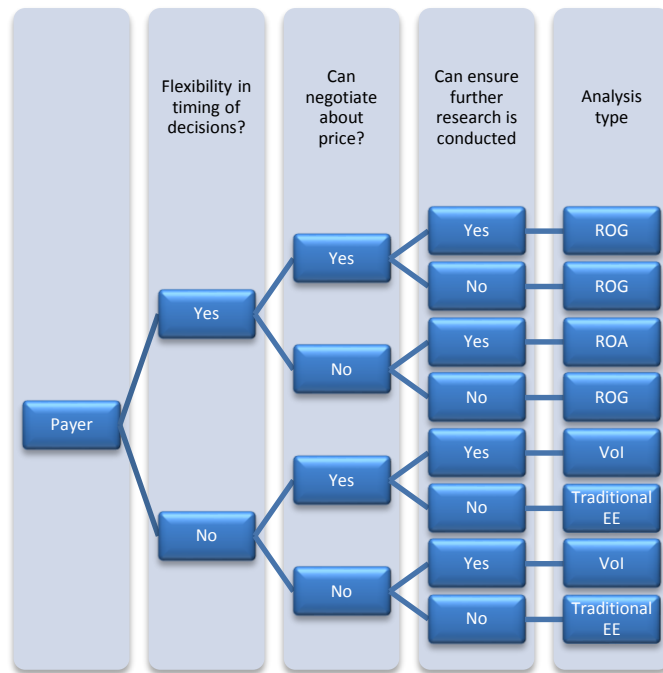 Flexibility in
timing of
decisions?
Can
negotiate
about
price?
Can ensure
further
research is
conducted
Analysis
type
Payer
Yes
No
Yes
No
Yes
No
Yes
No
Yes
No
Yes
No
Yes
No
ROG
ROG
ROA
ROG
VoI
Traditional
EE
VoI
Traditional
EE